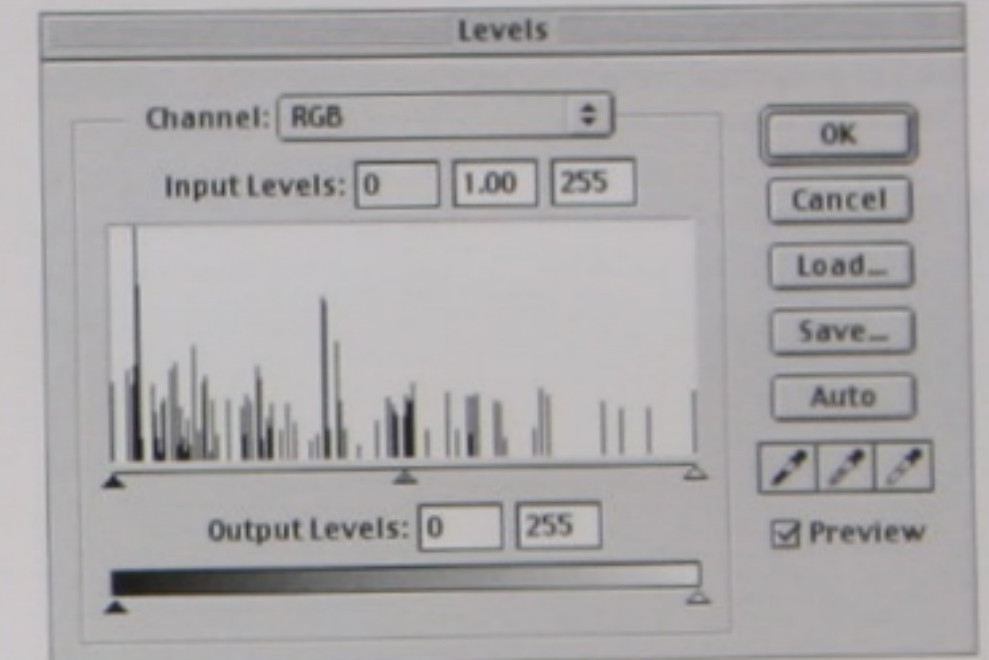 Levels
Channel: RGB
Input Levels: 0 1.00 255
Output Levels: 0 255
OK
Cancel
Load...
Save...
Auto
Preview